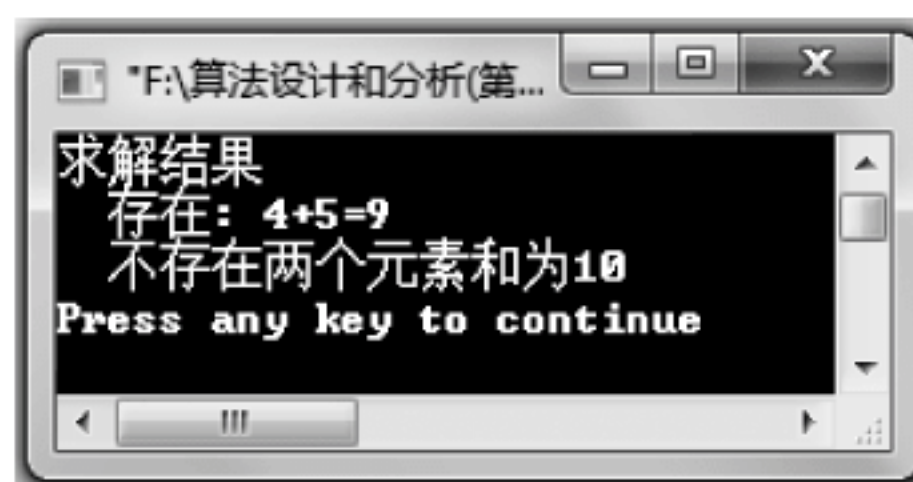 "F:\算法设计和分析(第...
求解结果
存在: 4+5=9
不存在两个元素和为10
Press any key to continue